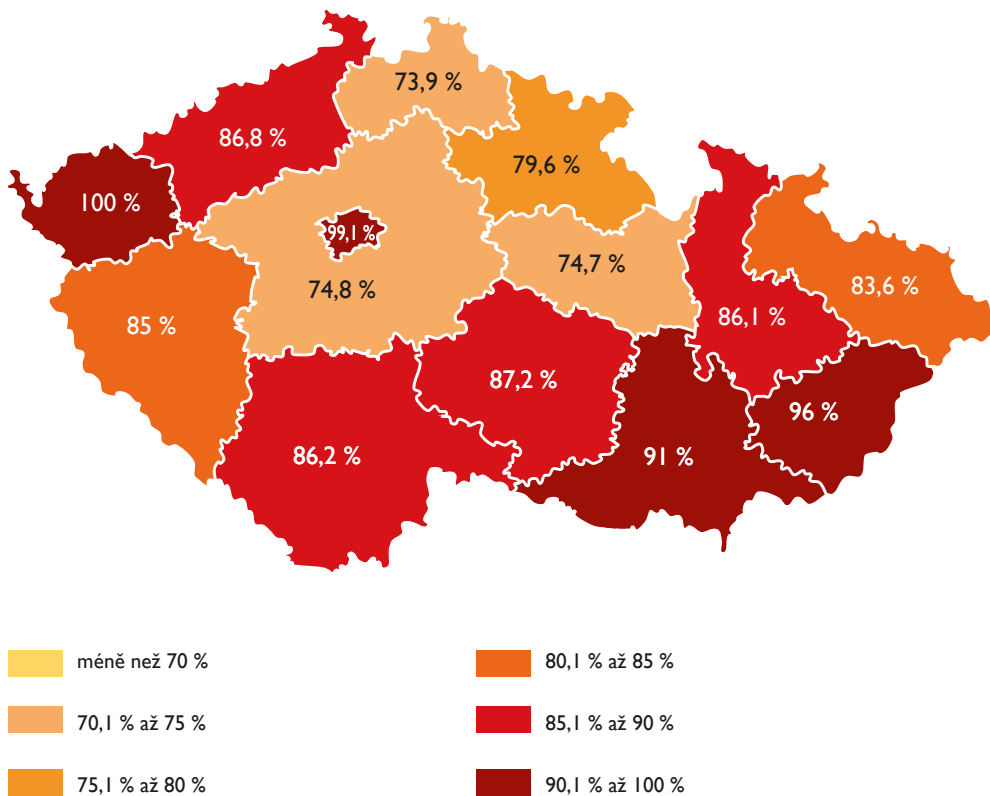 73,9 %
86,8 %
79,6 %
100 %
99,1 %
74,7 %
74,8 %
83,6 %
85 %
86,1 %
87,2 %
96 %
86,2 %
91 %
méně než 70 %
70,1 % až 75 %
75,1 % až 80 %
80,1 % až 85 %
85,1 % až 90 %
90,1 % až 100 %